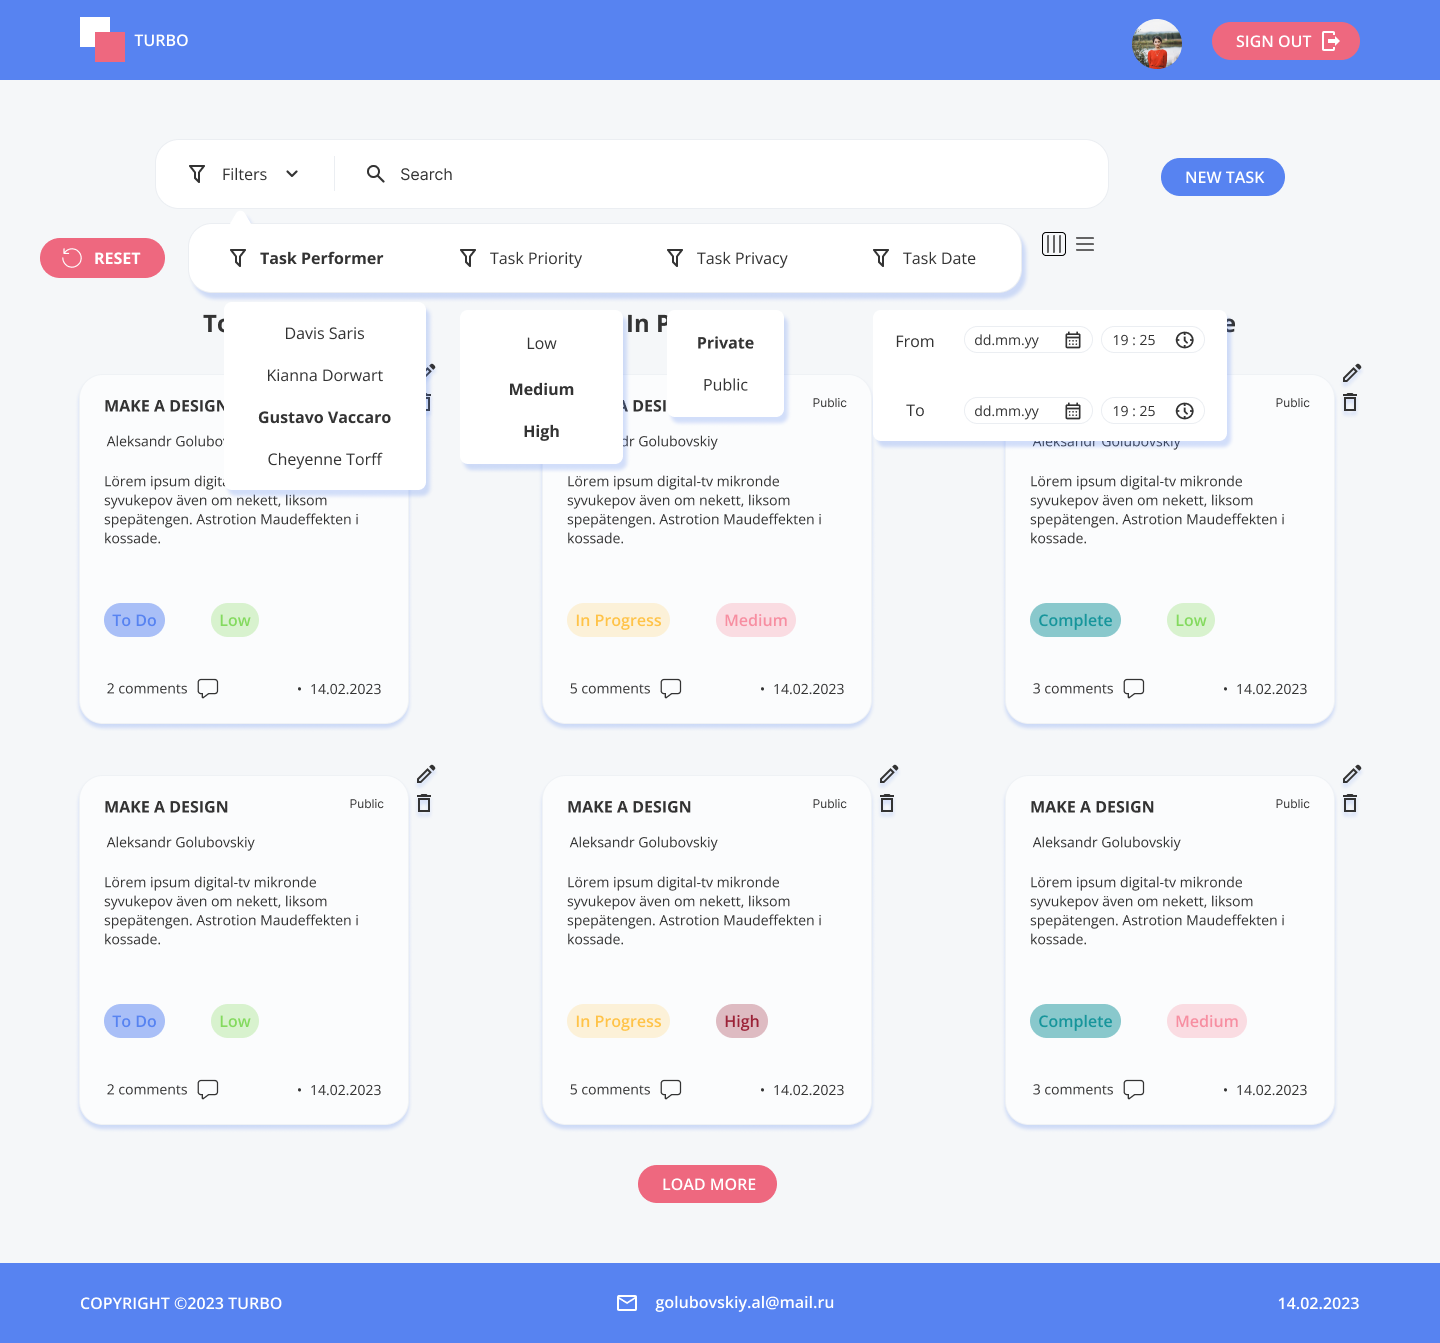 TURBO
SIGN OUT
Filters
Search
NEW TASK
RESET
Task Performer
Task Priority
Task Privacy
Task Date
Davis Saris
Kianna Dorwart
Gustavo Vaccaro
Cheyenne Torff
Low
Medium
High
Private
Public
From
dd.mm.yy
19 : 25
To
dd.mm.yy
19 : 25
In P
MAKE A DESIGN
Aleksandr Golubov
Lörem ipsum digital
syvukepov även om nekett, liksom
spepätengen. Astrotion Maudeffekten i
kossade.
To Do
Low
2 comments
• 14.02.2023
A DESI
Public
dr Golubovskiy
Lörem ipsum digital-tv mikronde
syvukepov även om nekett, liksom
spepätengen. Astrotion Maudeffekten i
kossade.
In Progress
Medium
5 comments
• 14.02.2023
Public
Aleksandr Golubovskiy
Lörem ipsum digital-tv mikronde
syvukepov även om nekett, liksom
spepätengen. Astrotion Maudeffekten i
kossade.
Complete
Low
3 comments
• 14.02.2023
MAKE A DESIGN
Public
Aleksandr Golubovskiy
Lörem ipsum digital-tv mikronde
syvukepov även om nekett, liksom
spepätengen. Astrotion Maudeffekten i
kossade.
To Do
Low
2 comments
• 14.02.2023
MAKE A DESIGN
Public
Aleksandr Golubovskiy
Lörem ipsum digital-tv mikronde
syvukepov även om nekett, liksom
spepätengen. Astrotion Maudeffekten i
kossade.
In Progress
High
5 comments
• 14.02.2023
MAKE A DESIGN
Public
Aleksandr Golubovskiy
Lörem ipsum digital-tv mikronde
syvukepov även om nekett, liksom
spepätengen. Astrotion Maudeffekten i
kossade.
Complete
Medium
3 comments
• 14.02.2023
LOAD MORE
COPYRIGHT ©2023 TURBO
golubovskiy.al@mail.ru
14.02.2023